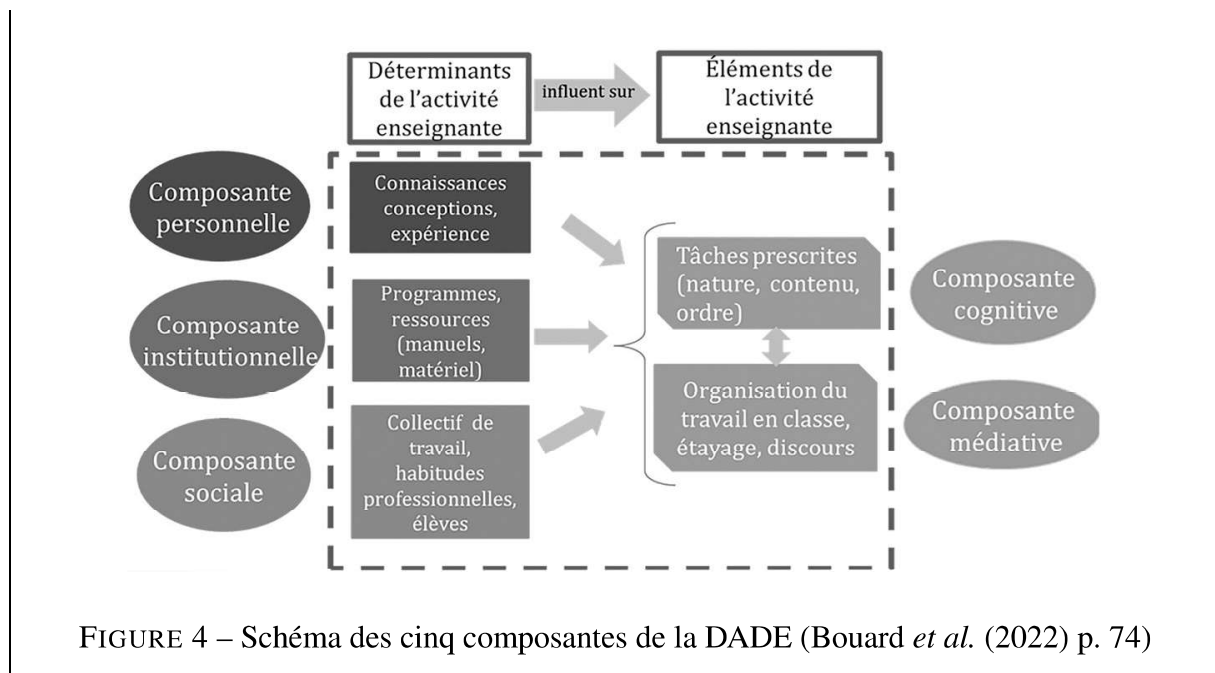 Déterminants
de l'activité
enseignante
influent sur
Éléments de
l'activité
enseignante
Composante
personnelle
Connaissances
conceptions,
expérience
Composante
institutionnelle
Programmes,
ressources
(manuels,
matériel)
Composante
sociale
Collectif de
travail,
habitudes
professionnelles,
élèves
Tâches prescrites
(nature, contenu,
ordre)
Composante
cognitive
Organisation du
travail en classe,
étayage, discours
Composante
médiative
FIGURE 4 – Schéma des cinq composantes de la DADE (Bouard et al. (2022) p. 74)